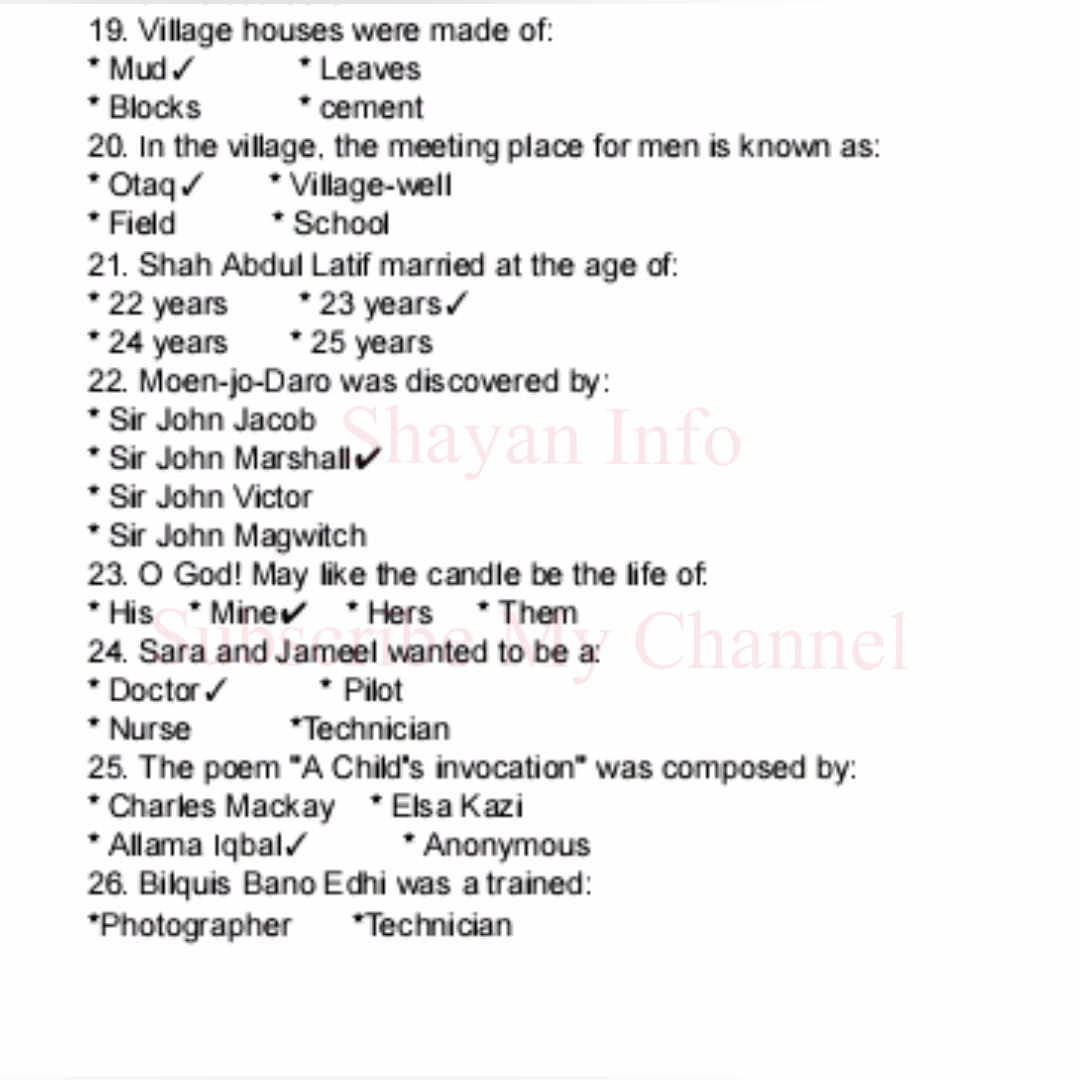 19. Village houses were made of:
* Mud✓ * Leaves
* Blocks * cement
20. In the village, the meeting place for men is known as:
* Otaq✓ * Village-well
* Field * School
21. Shah Abdul Latif married at the age of:
* 22 years * 23 years✓
* 24 years * 25 years
22. Moen-jo-Daro was discovered by:
* Sir John Jacob
Shayan Info
* Sir John Marshall✔
* Sir John Victor
* Sir John Magwitch
23. O God! May like the candle be the life of:
* His * Mine✔ * Hers * Them
Subscribe My Channel
24. Sara and Jameel wanted to be a:
* Doctor✓ * Pilot
* Nurse *Technician
25. The poem "A Child's invocation" was composed by:
* Charles Mackay * Elsa Kazi
* Allama Iqbal✓ * Anonymous
26. Bilquis Bano Edhi was a trained:
*Photographer *Technician